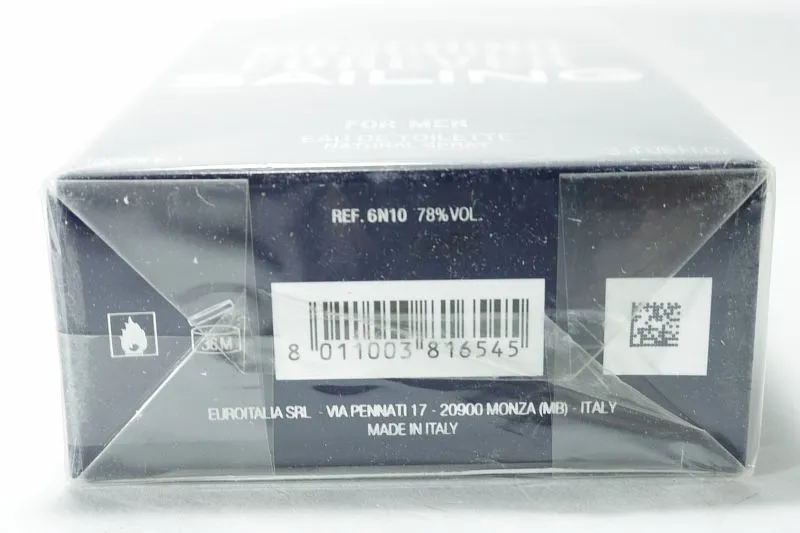 SAILING
FOR MEN
EAU DE TOILETTE
NATURAL SPRAY
REF. 6N10 78%VOL.
36M
8 011003 816545
EUROITALIA SRL - VIA PENNATI 17 - 20900 MONZA (MB) - ITALY
MADE IN ITALY